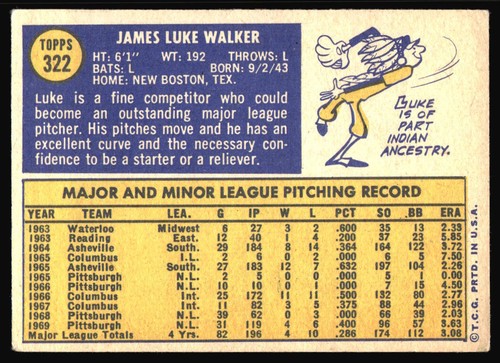 TOPPS
322
JAMES LUKE WALKER
HT: 6'1" WT: 192 THROWS: L
BATS: L BORN: 9/2/43
HOME: NEW BOSTON, TEX.
Luke is a fine competitor who could
become an outstanding major league
pitcher. His pitches move and he has an
excellent curve and the necessary con-
fidence to be a starter or a reliever.
LUKE
IS OF
PART
INDIAN
ANCESTRY.
MAJOR AND MINOR LEAGUE PITCHING RECORD
YEAR TEAM LEA. G IP W L PCT SO BB ERA
1963 Waterloo Midwest 6 27 3 2 .600 35 13 2.33
1963 Reading East. 12 40 1 4 .200 23 57 5.85
1964 Asheville South. 29 184 8 14 .364 164 122 3.72
1965 Columbus I.L. 2 6 0 0 5 7.50
1965 Asheville South. 27 183 12 7 .632 197 104 2.26
1965 Pittsburgh N.L. 2 5 0 0 .000 5 1 0.00
1966 Pittsburgh N.L. 10 10 0 1 .000 7 15 4.50
1966 Columbus Int. 25 172 11 11 .500 132 80 2.77
1967 Columbus Int. 11 82 3 5 .375 88 44 2.96
1968 Pittsburgh N.L. 39 62 0 3 .000 66 39 2.03
1969 Pittsburgh N.L. 31 119 4 6 .400 96 57 3.63
Major League Totals 4 Yrs. 82 196 4 10 .286 174 112 3.08
© T.C.G. PRTD. IN U.S.A.